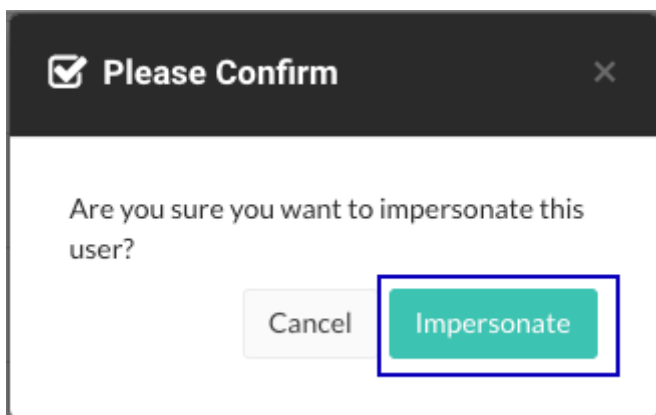 Please Confirm
Are you sure you want to impersonate this
user?
Cancel
Impersonate